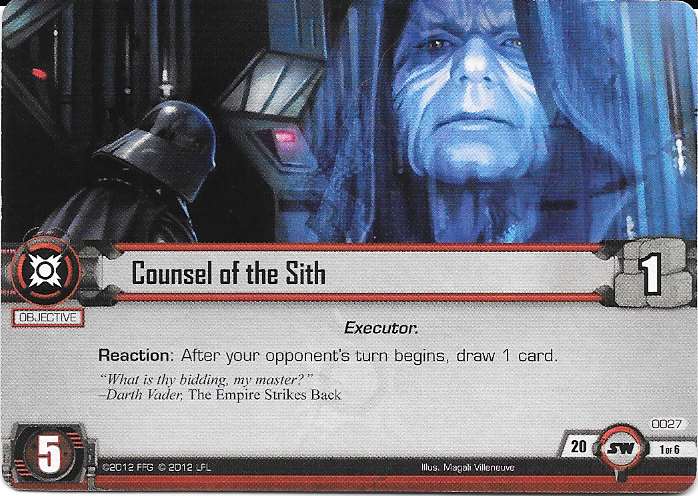 Counsel of the Sith
1
OBJECTIVE
Executor.
Reaction: After your opponent's turn begins, draw 1 card.
“What is thy bidding, my master?”
–Darth Vader, The Empire Strikes Back
5
©2012 FFG © 2012 LFL
Illus. Magali Villeneuve
0027
20
SW
1 of 6